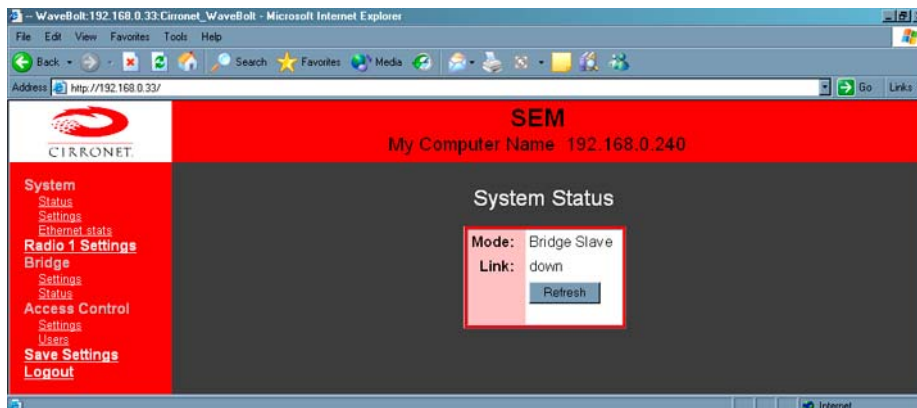 -- WaveBolt:192.168.0.33:Cirronet_WaveBolt - Microsoft Internet Explorer
File Edit View Favorites Tools Help
Back Search Favorites Media
Address http://192.168.0.33/ Go Links
CIRRONET.
SEM
My Computer Name 192.168.0.240
System
Status
Settings
Ethernet stats
Radio 1 Settings
Bridge
Settings
Status
Access Control
Settings
Users
Save Settings
Logout
System Status
Mode: Bridge Slave
Link: down
Refresh
Internet